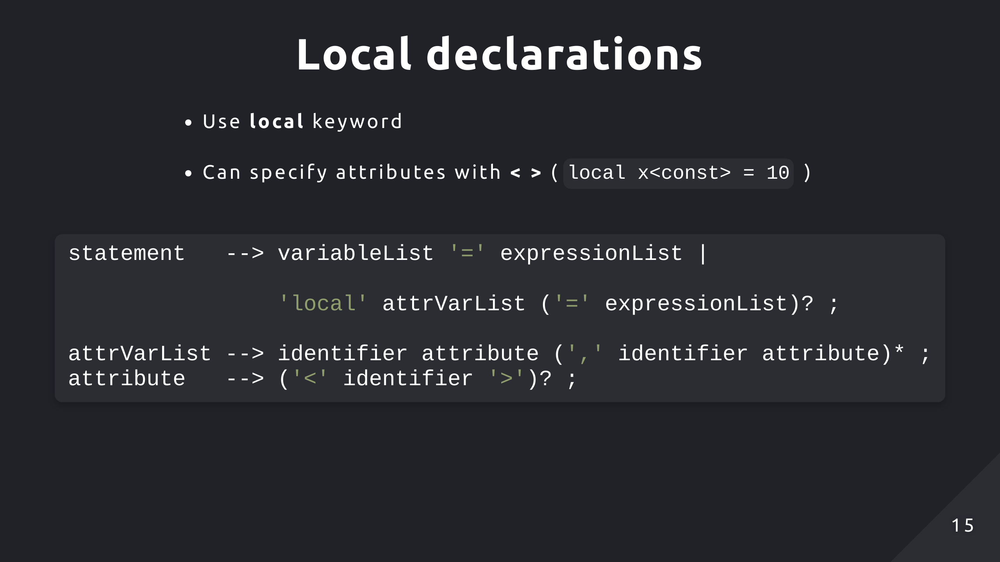 Local declarations
• Use local keyword
• Can specify attributes with < > ( local x<const> = 10 )
statement   --> variableList '=' expressionList |
                'local' attrVarList ('=' expressionList)? ;
attrVarList --> identifier attribute (',' identifier attribute)* ;
attribute   --> ('<' identifier '>')? ;
15